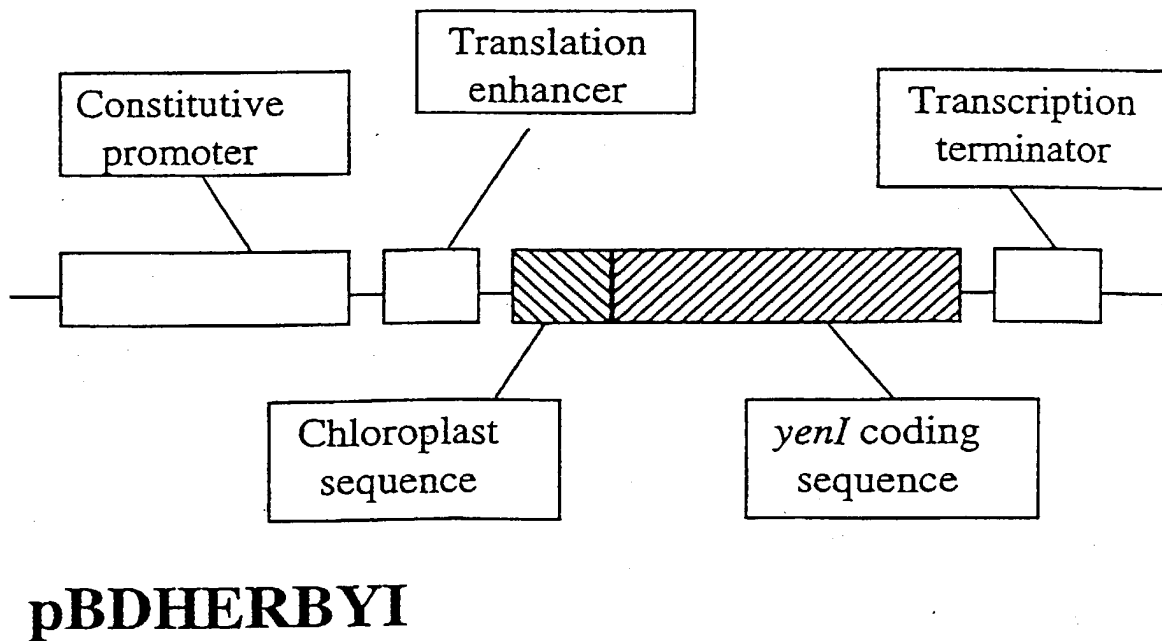 Translation
enhancer
Constitutive
promoter
Transcription
terminator
Chloroplast
sequence
yenI coding
sequence
pBDHERBYI